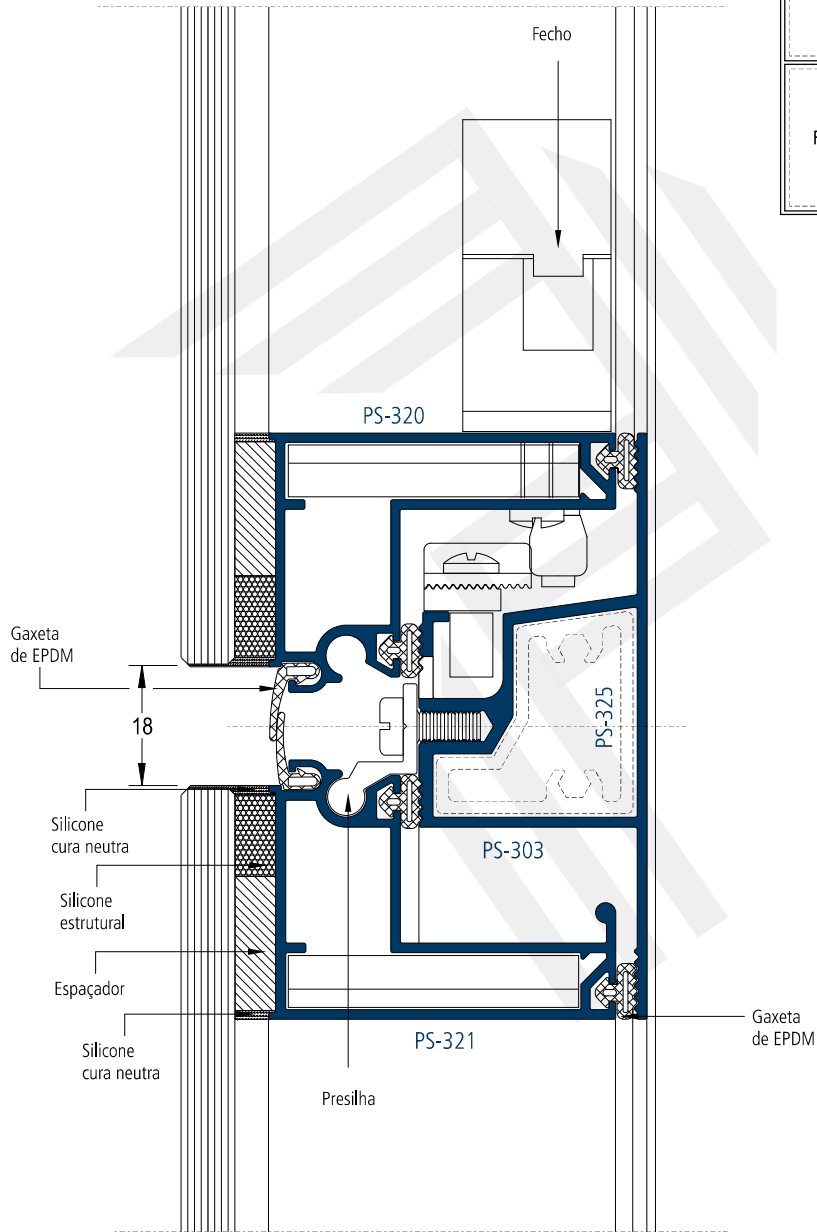 Fecho
F
PS-320
Gaxeta
de EPDM
18
PS-325
Silicone
cura neutra
PS-303
Silicone
estrutural
Espaçador
Gaxeta
de EPDM
PS-321
Silicone
cura neutra
Presilha